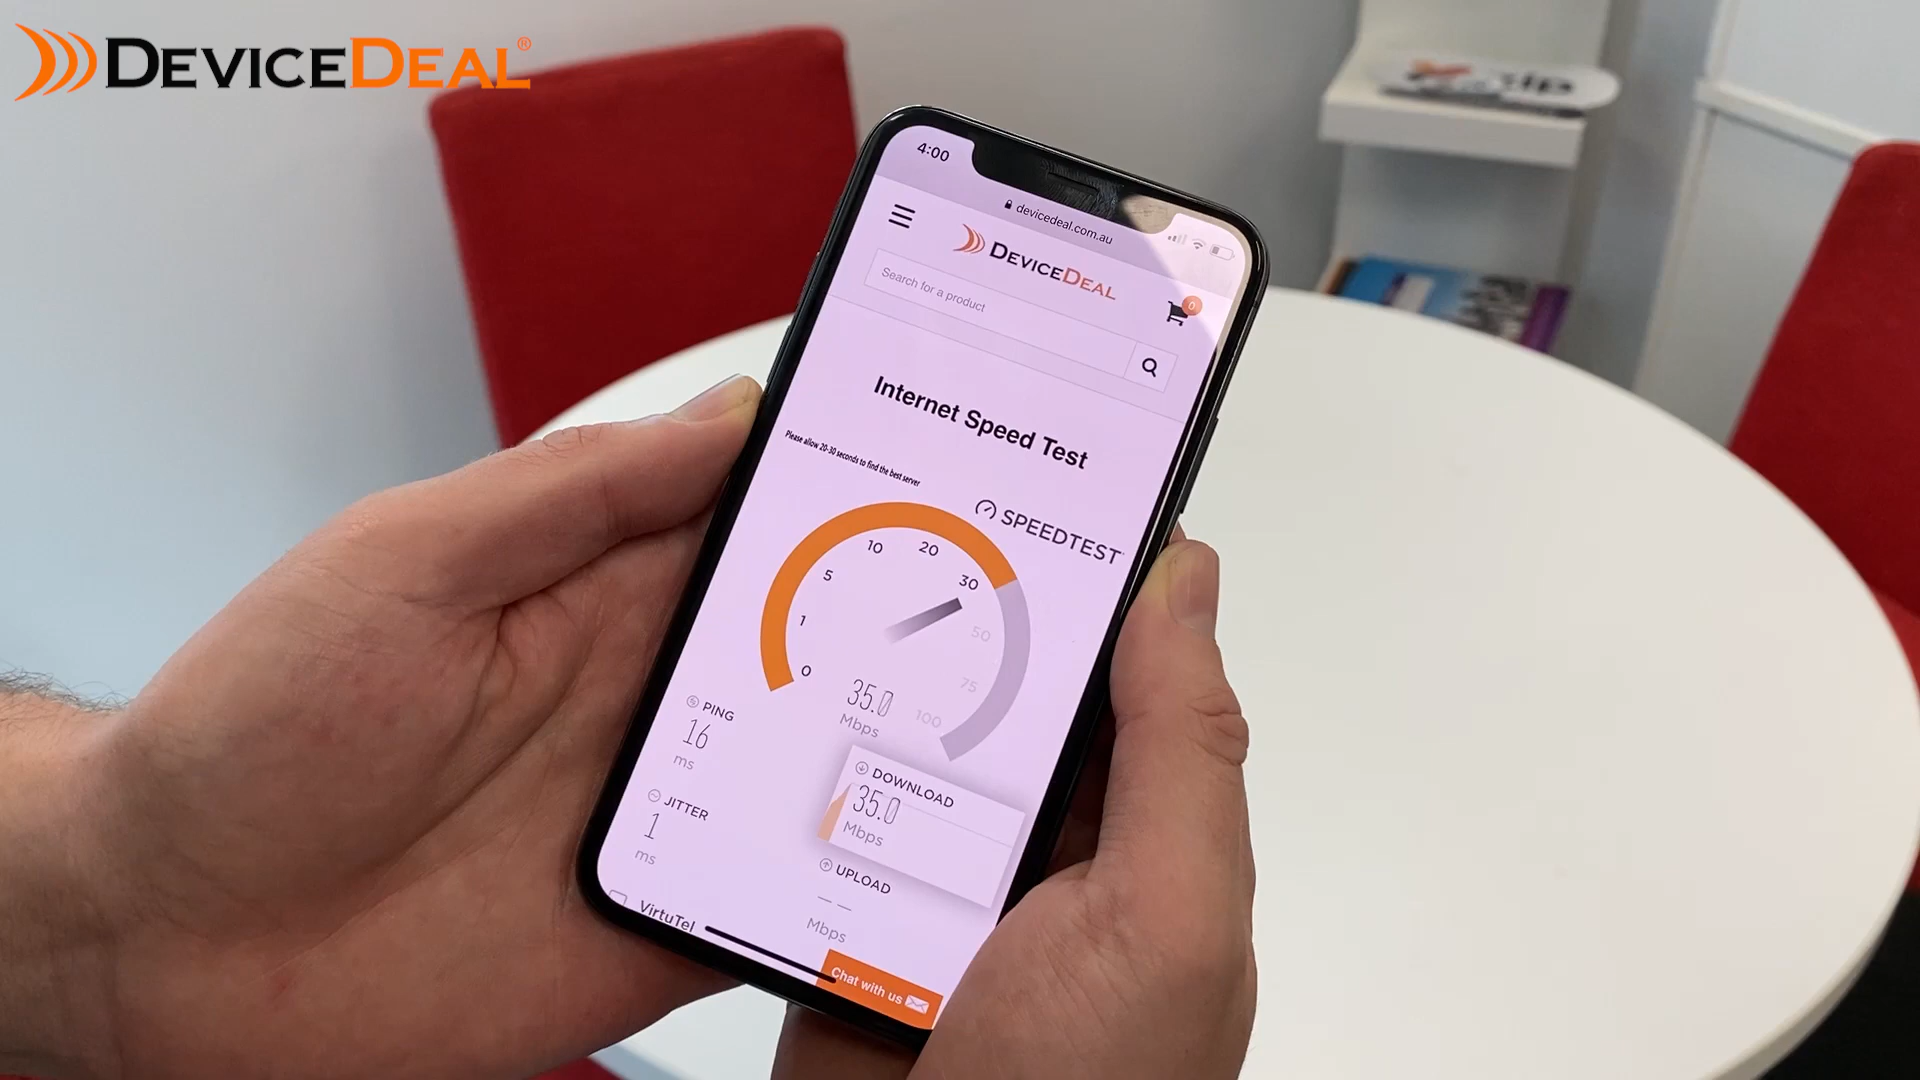 DEVICEDEAL®
4:00
devicedeal.com.au
DEVICEDEAL
0
Search for a product
Internet Speed Test
Please allow 20-30 seconds to find the best server
SPEEDTEST
0
1
5
10
20
30
50
75
100
35.0
Mbps
PING
16
ms
DOWNLOAD
35.0
Mbps
JITTER
1
ms
UPLOAD
— —
Mbps
VirtuTel
Chat with us